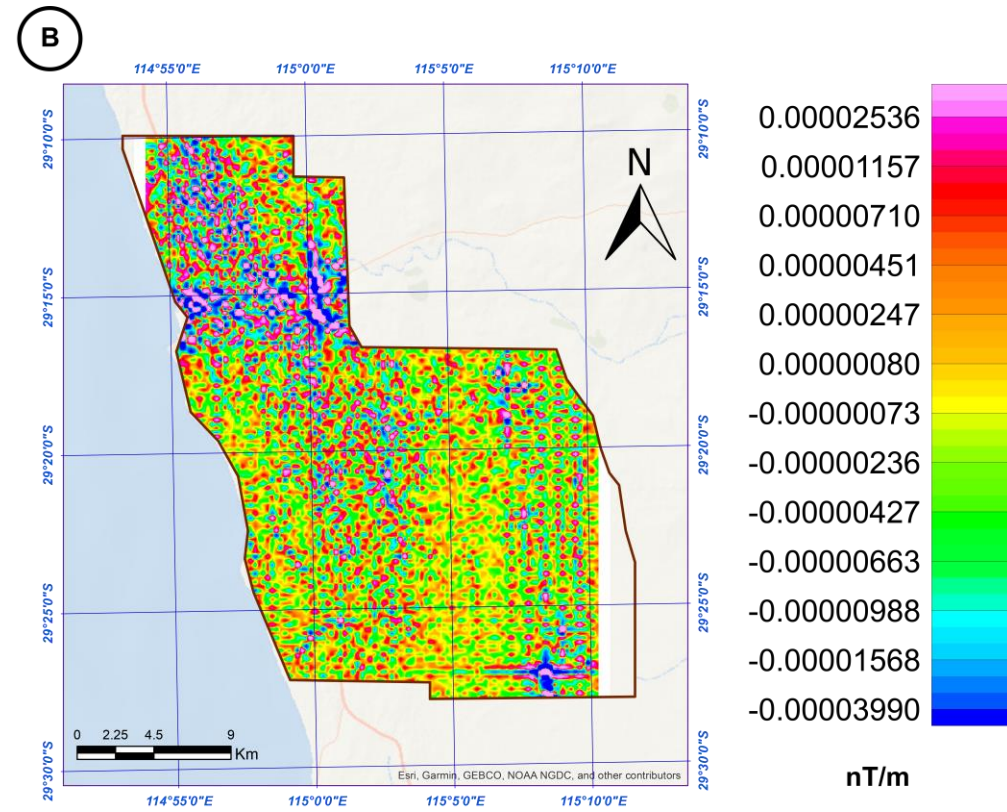 B
114°55'0"E 115°0'0"E 115°5'0"E 115°10'0"E
29°10'0"S 29°10'0"S
N
29°15'0"S 29°15'0"S
29°20'0"S 29°20'0"S
29°25'0"S 29°25'0"S
29°30'0"S 29°30'0"S
0 2.25 4.5 9
Km
Esri, Garmin, GEBCO, NOAA NGDC, and other contributors
114°55'0"E 115°0'0"E 115°5'0"E 115°10'0"E
0.00002536
0.00001157
0.00000710
0.00000451
0.00000247
0.00000080
-0.00000073
-0.00000236
-0.00000427
-0.00000663
-0.00000988
-0.00001568
-0.00003990
nT/m